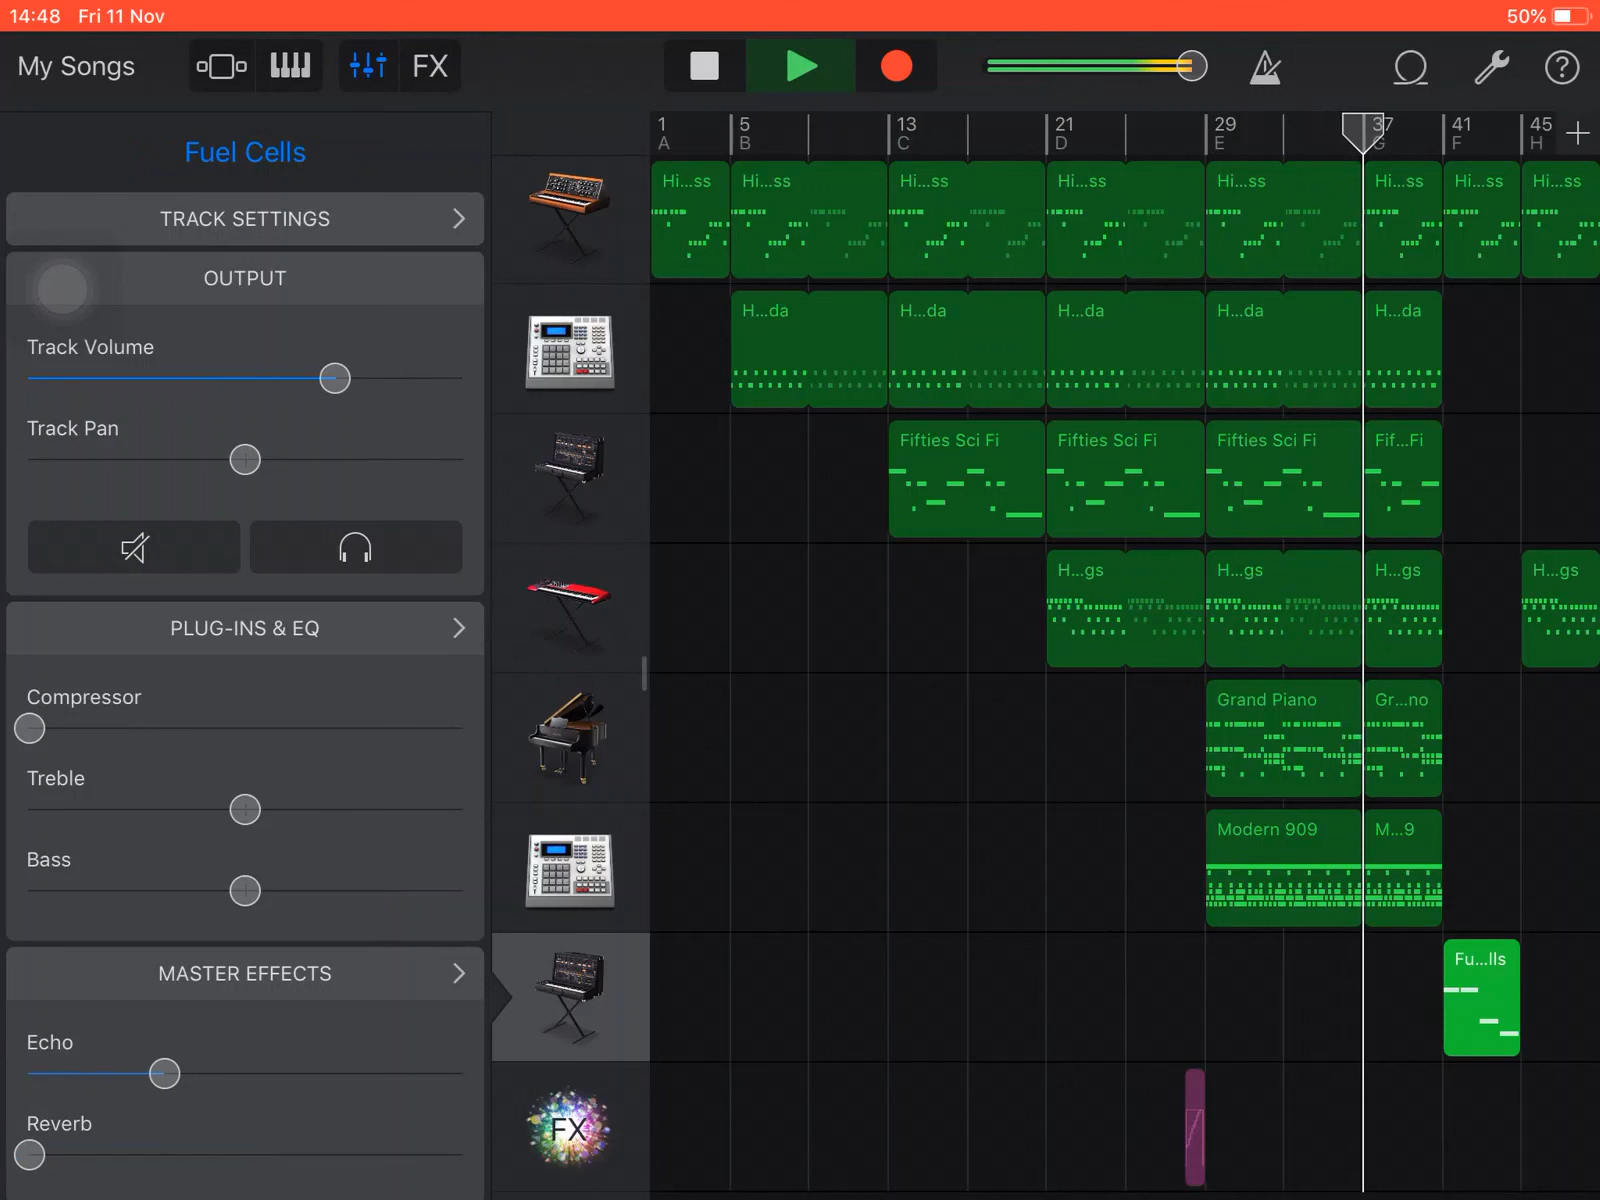 14:48 Fri 11 Nov 50%
My Songs FX
Fuel Cells
TRACK SETTINGS
OUTPUT
Track Volume
Track Pan
PLUG-INS & EQ
Compressor
Treble
Bass
MASTER EFFECTS
Echo
Reverb
1 5 13 21 29 37 41 45
A B C D E G F H
Hi...ss Hi...ss Hi...ss Hi...ss Hi...ss Hi...ss Hi...ss Hi...ss
H...da H...da H...da H...da H...da
Fifties Sci Fi Fifties Sci Fi Fifties Sci Fi Fif...Fi
H...gs H...gs H...gs H...gs
Grand Piano Gr...no
Modern 909 M...9
Fu...lls
FX